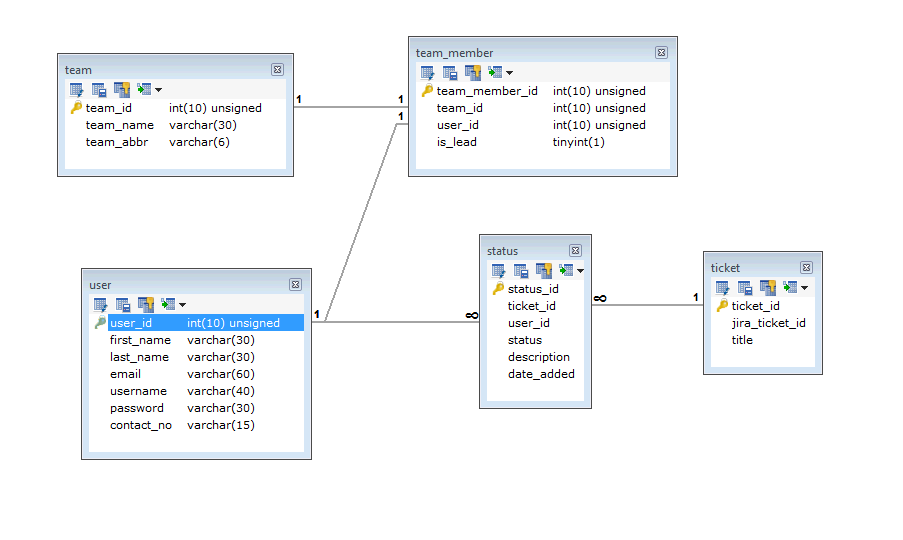 team
team_id int(10) unsigned
team_name varchar(30)
team_abbr varchar(6)
1
1
1
team_member
team_member_id int(10) unsigned
team_id int(10) unsigned
user_id int(10) unsigned
is_lead tinyint(1)
user
user_id int(10) unsigned
first_name varchar(30)
last_name varchar(30)
email varchar(60)
username varchar(40)
password varchar(30)
contact_no varchar(15)
1
∞
status
status_id
ticket_id
user_id
status
description
date_added
∞
1
ticket
ticket_id
jira_ticket_id
title